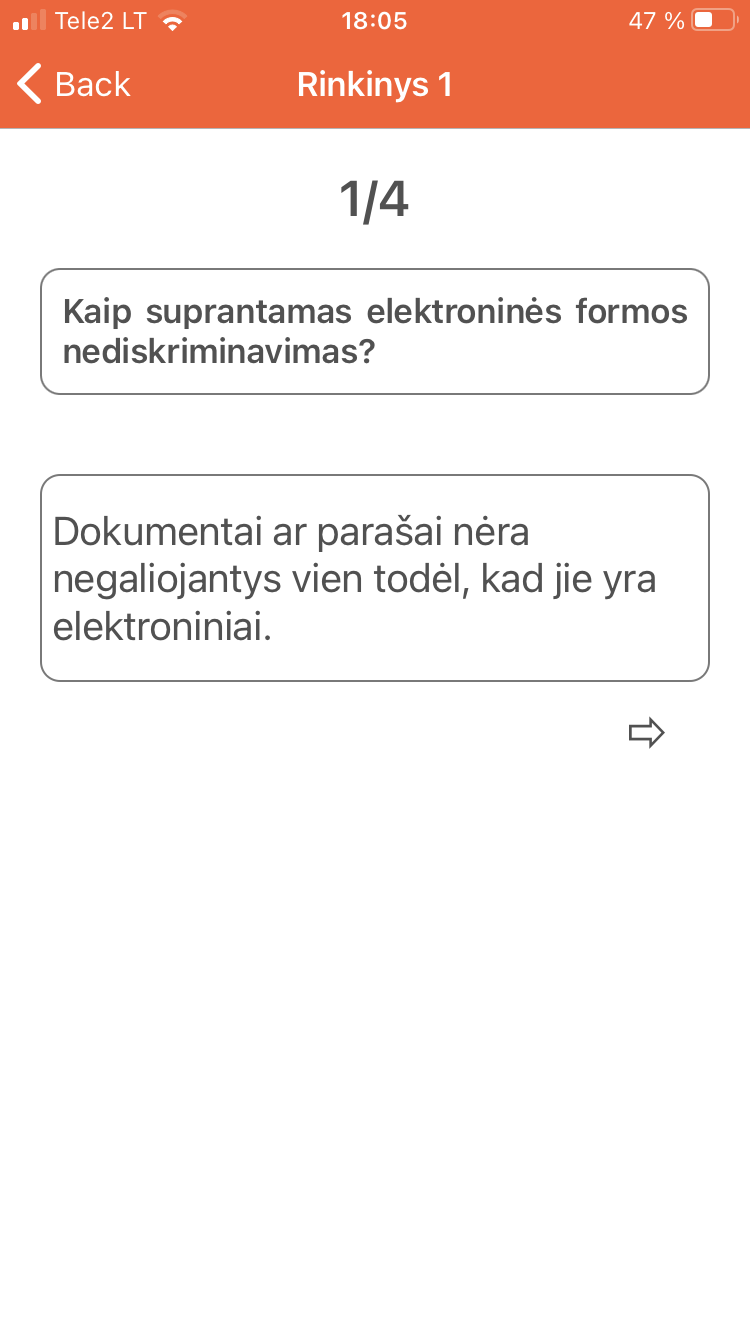 Tele2 LT 18:05 47 %
Back Rinkinys 1
1/4
Kaip suprantamas elektroninės formos
nediskriminavimas?
Dokumentai ar parašai nėra
negaliojantys vien todėl, kad jie yra
elektroniniai.